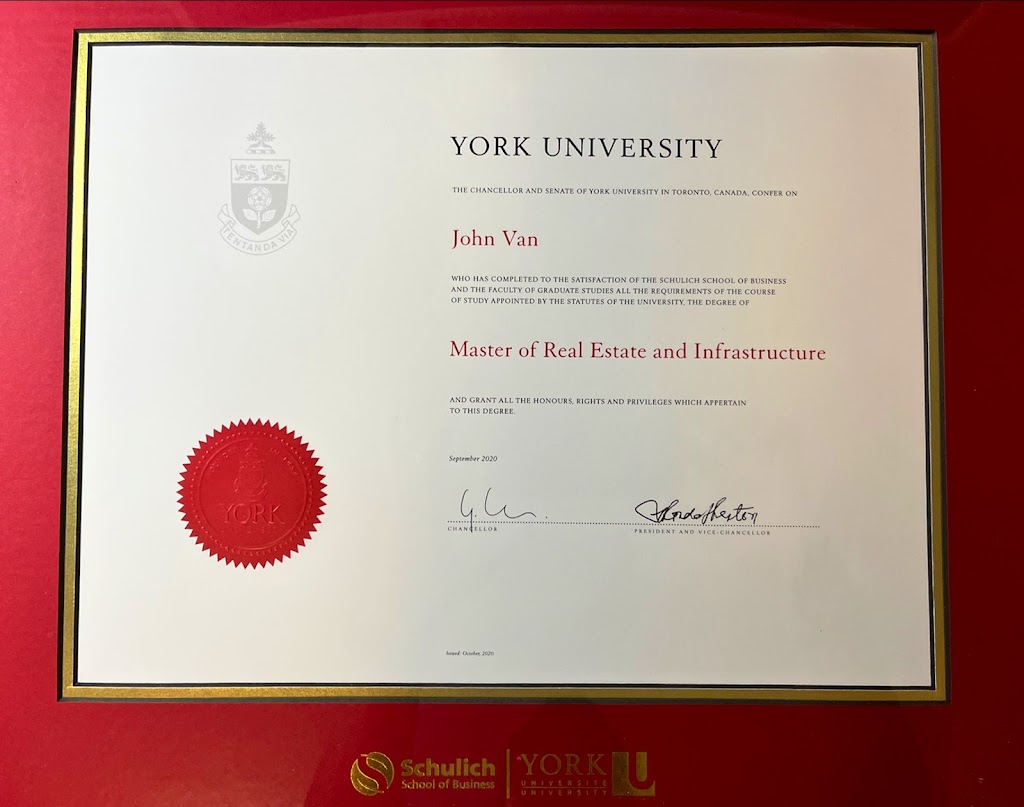 TENTANDA VIA
YORK UNIVERSITY
THE CHANCELLOR AND SENATE OF YORK UNIVERSITY IN TORONTO, CANADA, CONFER ON
John Van
WHO HAS COMPLETED TO THE SATISFACTION OF THE SCHULICH SCHOOL OF BUSINESS
AND THE FACULTY OF GRADUATE STUDIES ALL THE REQUIREMENTS OF THE COURSE
OF STUDY APPOINTED BY THE STATUTES OF THE UNIVERSITY, THE DEGREE OF
Master of Real Estate and Infrastructure
AND GRANT ALL THE HONOURS, RIGHTS AND PRIVILEGES WHICH APPERTAIN
TO THIS DEGREE.
September 2020
CHANCELLOR
PRESIDENT AND VICE-CHANCELLOR
YORK
Issued: October, 2020
Schulich
School of Business
YORK U
UNIVERSITÉ
UNIVERSITY